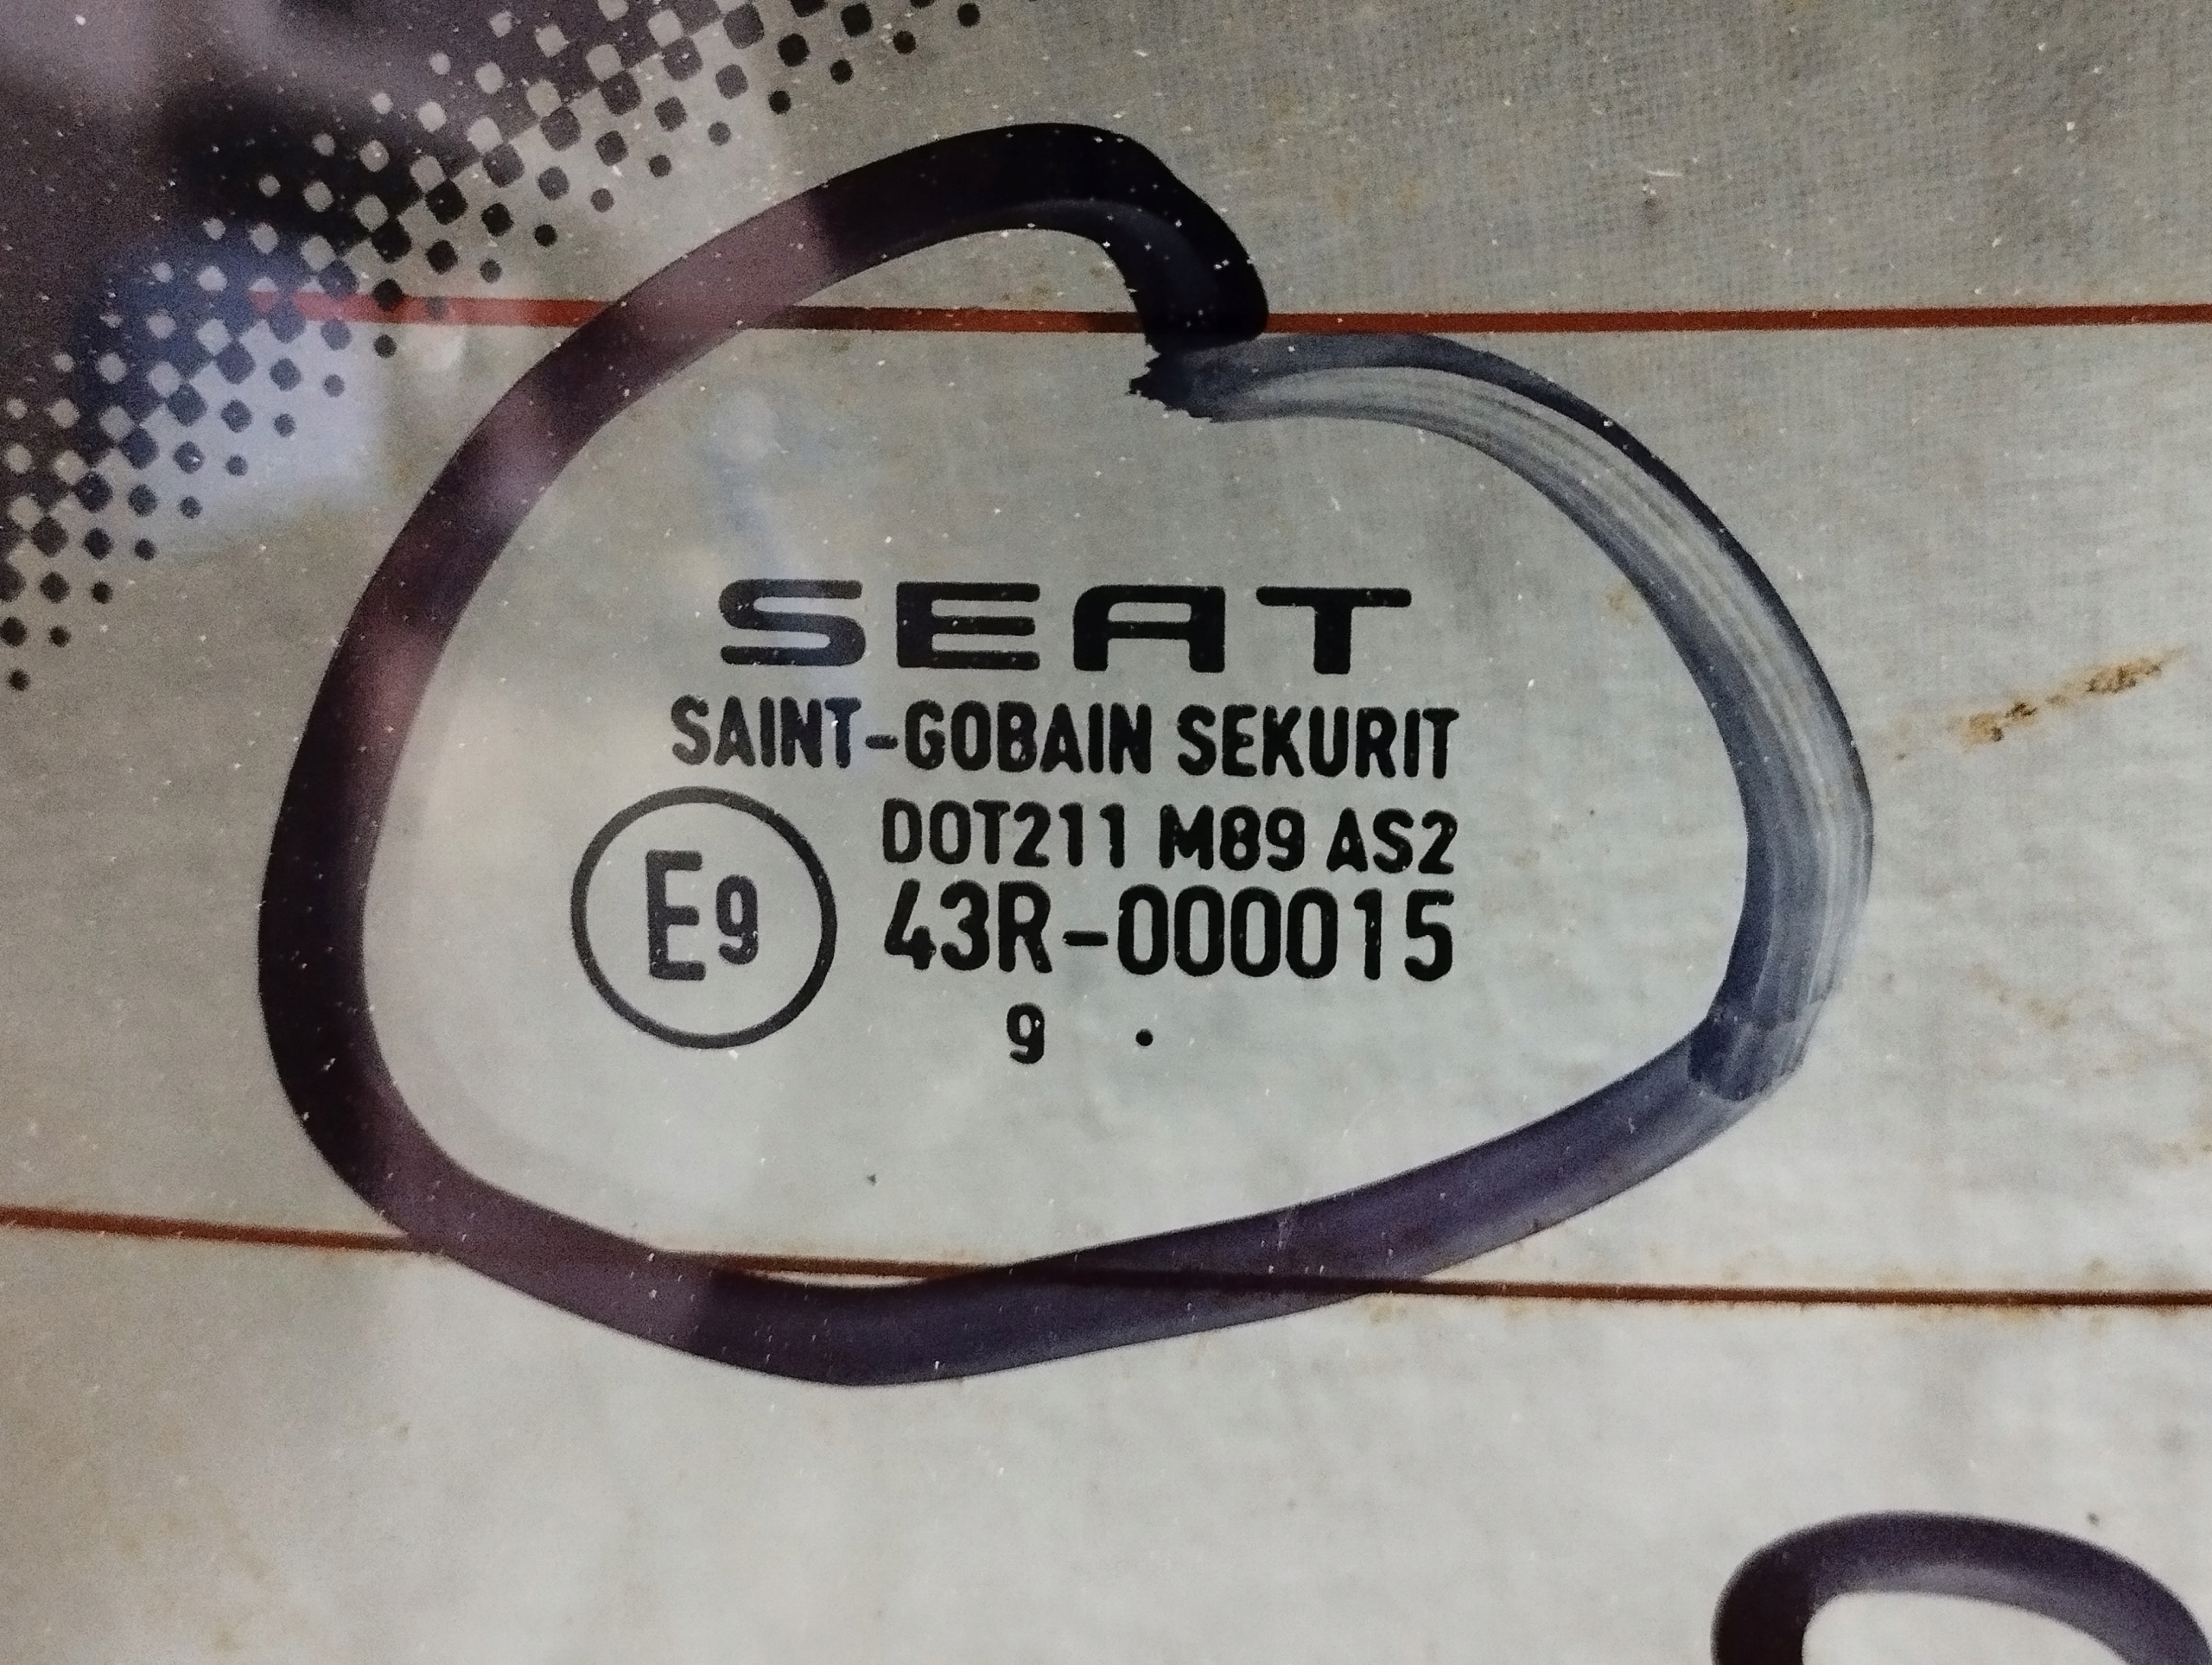 SEAT
SAINT-GOBAIN SEKURIT
DOT211 M89 AS2
E9 43R-000015
9 .